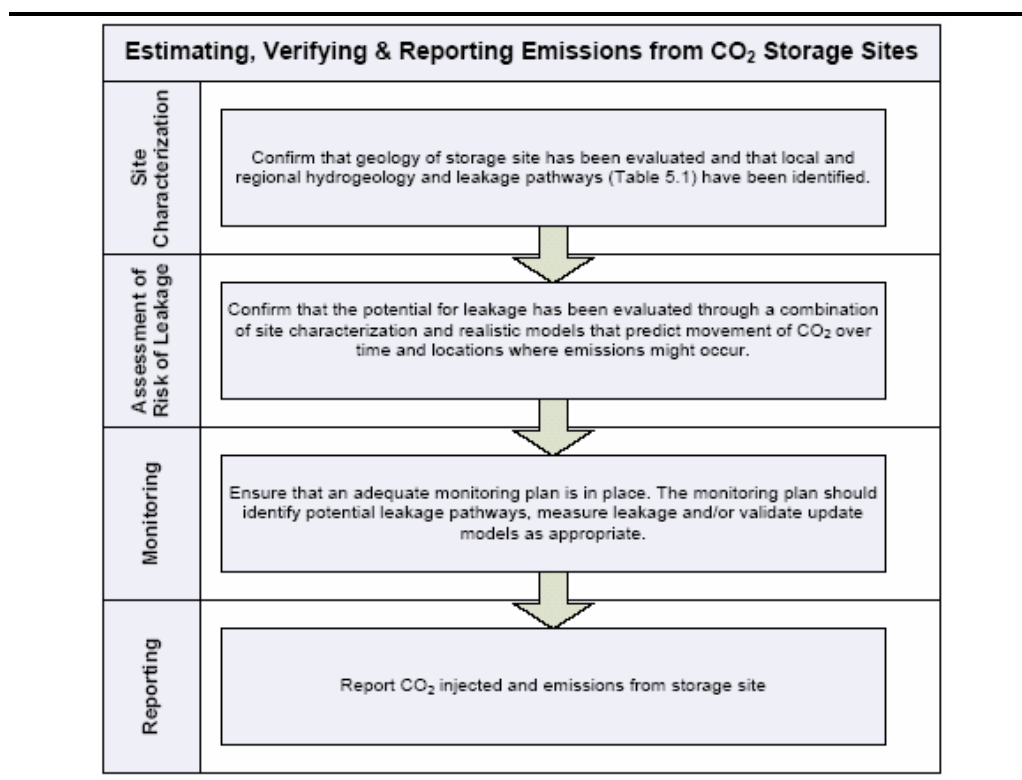 Estimating, Verifying & Reporting Emissions from CO₂ Storage Sites
Site
Characterization
Confirm that geology of storage site has been evaluated and that local and
regional hydrogeology and leakage pathways (Table 5.1) have been identified.
Assessment of
Risk of Leakage
Confirm that the potential for leakage has been evaluated through a combination
of site characterization and realistic models that predict movement of CO₂ over
time and locations where emissions might occur.
Monitoring
Ensure that an adequate monitoring plan is in place. The monitoring plan should
identify potential leakage pathways, measure leakage and/or validate update
models as appropriate.
Reporting
Report CO₂ injected and emissions from storage site